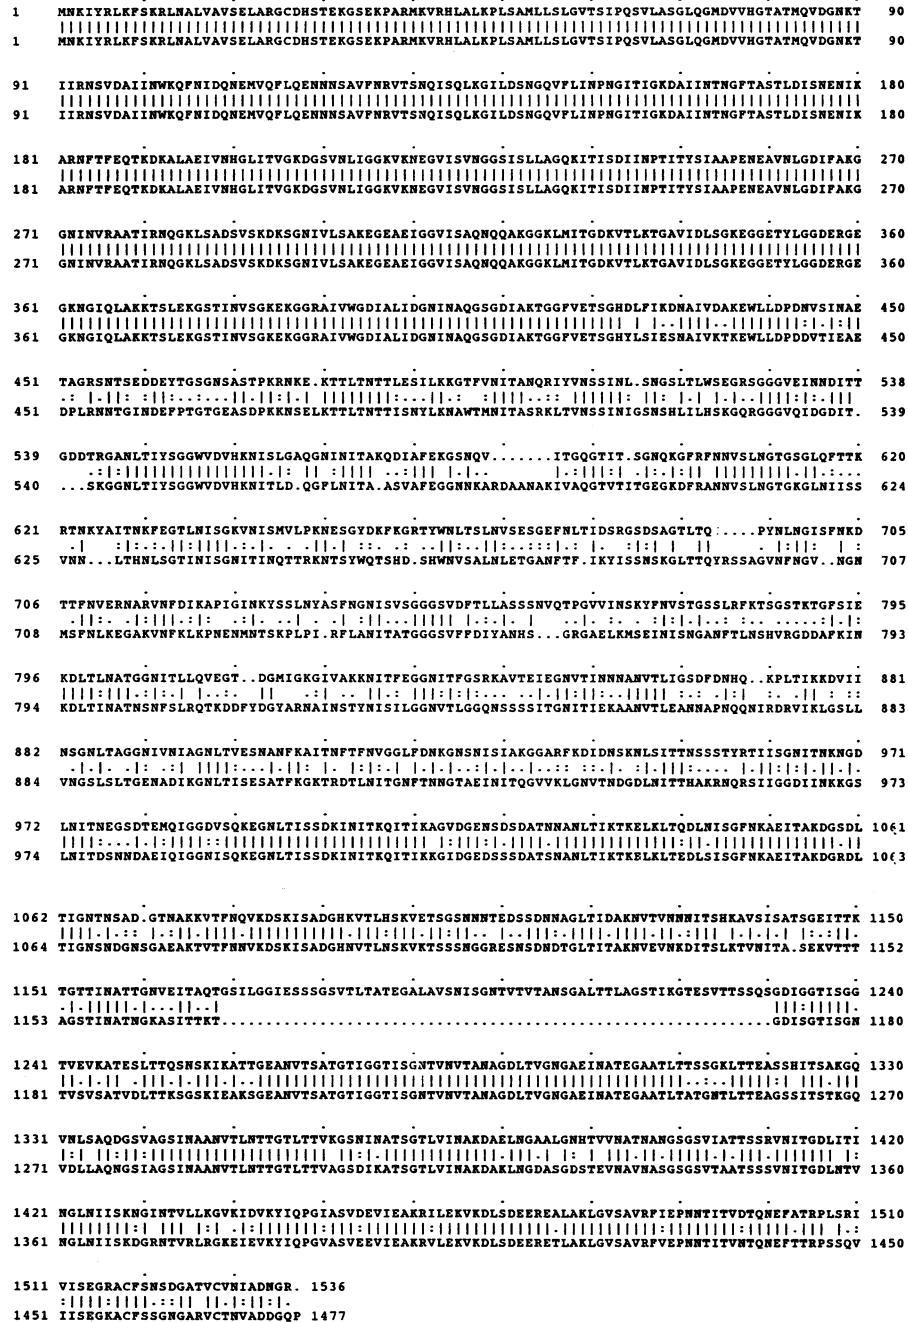 1 MNKIYRLKFSKRLNALVAVSELARGCDHSTEKGSEKPARMKVRHLALKPLSAMLLSLGVTSIPQSVLASGLQGMDVVHGTATMQVDGNKT 90
1 MNKIYRLKFSKRLNALVAVSELARGCDHSTEKGSEKPARMKVRHLALKPLSAMLLSLGVTSIPQSVLASGLQGMDVVHGTATMQVDGNKT 90
91 IIRNSVDAIINWKQFNIDQNEMVQFLQENNNSAVFNRVTSNQISQLKGILDSNGQVFLINPNGITIGKDAIINTNGFTASTLDISNENIK 180
91 IIRNSVDAIINWKQFNIDQNEMVQFLQENNNSAVFNRVTSNQISQLKGILDSNGQVFLINPNGITIGKDAIINTNGFTASTLDISNENIK 180
181 ARNFTFEQTKDKALAEIVNHGLITVGKDGSVNLIGGKVKNEGVISVNGGSISLLAGQKITISDIINPTITYSIAAPENEAVNLGDIFAKG 270
181 ARNFTFEQTKDKALAEIVNHGLITVGKDGSVNLIGGKVKNEGVISVNGGSISLLAGQKITISDIINPTITYSIAAPENEAVNLGDIFAKG 270
271 GNINVRAATIRNQGKLSADSVSKDKSGNIVLSAKEGEAEIGGVISAQNQQAKGGKLMITGDKVTLKTGAVIDLSGKEGGETYLGGDERGE 360
271 GNINVRAATIRNQGKLSADSVSKDKSGNIVLSAKEGEAEIGGVISAQNQQAKGGKLMITGDKVTLKTGAVIDLSGKEGGETYLGGDERGE 360
361 GKNGIQLAKKTSLEKGSTINVSGKEKGGRAIVWGDIALIDGNINAQGSGDIAKTGGFVETSGHDLFIKDNAIVDAKEWLLDPDNVSINAE 450
361 GKNGIQLAKKTSLEKGSTINVSGKEKGGRAIVWGDIALIDGNINAQGSGDIAKTGGFVETSGHYLSIESNAIVKTKEWLLDPDDVTIEAE 450
451 TAGRSNTSEDDEYTGSGNSASTPKRNKE.KTTLTNTTLESILKKGTFVNITANQRIYVNSSINL.SNGSLTLWSEGRSGGGVEINNDITT 538
451 DPLRNNTGINDEFPTGTGEASDPKKNSELKTTLTNTTISNYLKNAWTMNITASRKLTVNSSINIGSNSHLILHSKGQRGGGVQIDGDIT. 539
539 GDDTRGANLTIYSGGWVDVHKNISLGAQGNINITAKQDIAFEKGSNQV.......ITGQGTIT.SGNQKGFRFNNVSLNGTGSGLQFTTK 620
540 ...SKGGNLTIYSGGWVDVHKNITLD.QGFLNITA.ASVAFEGGNNKARDAANAKIVAQGTVTITGEGKDFRANNVSLNGTGKGLNIISS 624
621 RTNKYAITNKFEGTLNISGKVNISMVLPKNESGYDKFKGRTYWNLTSLNVSESGEFNLTIDSRGSDSAGTLTQ.....PYNLNGISFNKD 705
625 VNN...LTHNLSGTINISGNITINQTTRKNTSYWQTSHD.SHWNVSALNLETGANFTF.IKYISSNSKGLTTQYRSSAGVNFNGV..NGN 707
706 TTFNVERNARVNFDIKAPIGINKYSSLNYASFNGNISVSGGGSVDFTLLASSSNVQTPGVVINSKYFNVSTGSSLRFKTSGSTKTGFSIE 795
708 MSFNLKEGAKVNFKLKPNENMNTSKPLPI.RFLANITATGGGSVFFDIYANHS...GRGAELKMSEINISNGANFTLNSHVRGDDAFKIN 793
796 KDLTLNATGGNITLLQVEGT..DGMIGKGIVAKKNITFEGGNITFGSRKAVTEIEGNVTINNNANVTLIGSDFDNHQ..KPLTIKKDVII 881
794 KDLTINATNSNFSLRQTKDDFYDGYARNAINSTYNISILGGNVTLGGQNSSSSITGNITIEKAANVTLEANNAPNQQNIRDRVIKLGSLL 883
882 NSGNLTAGGNIVNIAGNLTVESNANFKAITNFTFNVGGLFDNKGNSNISIAKGGARFKDIDNSKNLSITTNSSSTYRTIISGNITNKNGD 971
884 VNGSLSLTGENADIKGNLTISESATFKGKTRDTLNITGNFTNNGTAEINITQGVVKLGNVTNDGDLNITTHAKRNQRSIIGGDIINKKGS 973
972 LNITNEGSDTEMQIGGDVSQKEGNLTISSDKINITKQITIKAGVDGENSDSDATNNANLTIKTKELKLTQDLNISGFNKAEITAKDGSDL 1061
974 LNITDSNNDAEIQIGGNISQKEGNLTISSDKINITKQITIKKGIDGEDSSSDATSNANLTIKTKELKLTEDLSISGFNKAEITAKDGRDL 1063
1062 TIGNTNSAD.GTNAKKVTFNQVKDSKISADGHKVTLHSKVETSGSNNNTEDSSDNNAGLTIDAKNVTVNNNITSHKAVSISATSGEITTK 1150
1064 TIGNSNDGNSGAEAKTVTFNNVKDSKISADGHNVTLNSKVKTSSSNGGRESNSDNDTGLTITAKNVEVNKDITSLKTVNITA.SEKVTTT 1152
1151 TGTTINATTGNVEITAQTGSILGGIESSSGSVTLTATEGALAVSNISGNTVTVTANSGALTTLAGSTIKGTESVTTSSQSGDIGGTISGG 1240
1153 AGSTINATNGKASITTKT..............................................................GDISGTISGN 1180
1241 TVEVKATESLTTQSNSKIKATTGEANVTSATGTIGGTISGNTVNVTANAGDLTVGNGAEINATEGAATLTTSSGKLTTEASSHITSAKGQ 1330
1181 TVSVSATVDLTTKSGSKIEAKSGEANVTSATGTIGGTISGNTVNVTANAGDLTVGNGAEINATEGAATLTATGNTLTTEAGSSITSTKGQ 1270
1331 VNLSAQDGSVAGSINAANVTLNTTGTLTTVKGSNINATSGTLVINAKDAELNGAALGNHTVVNATNANGSGSVIATTSSRVNITGDLITI 1420
1271 VDLLAQNGSIAGSINAANVTLNTTGTLTTVAGSDIKATSGTLVINAKDAKLNGDASGDSTEVNAVNASGSGSVTAATSSSVNITGDLNTV 1360
1421 NGLNIISKNGINTVLLKGVKIDVKYIQPGIASVDEVIEAKRILEKVKDLSDEEREALAKLGVSAVRFIEPNNTITVDTQNEFATRPLSRI 1510
1361 NGLNIISKDGRNTVRLRGKEIEVKYIQPGVASVEEVIEAKRVLEKVKDLSDEERETLAKLGVSAVRFVEPNNTITVNTQNEFTTRPSSQV 1450
1511 VISEGRACFSNSDGATVCVNIADNGR. 1536
1451 IISEGKACFSSGNGARVCTNVADDGQP 1477